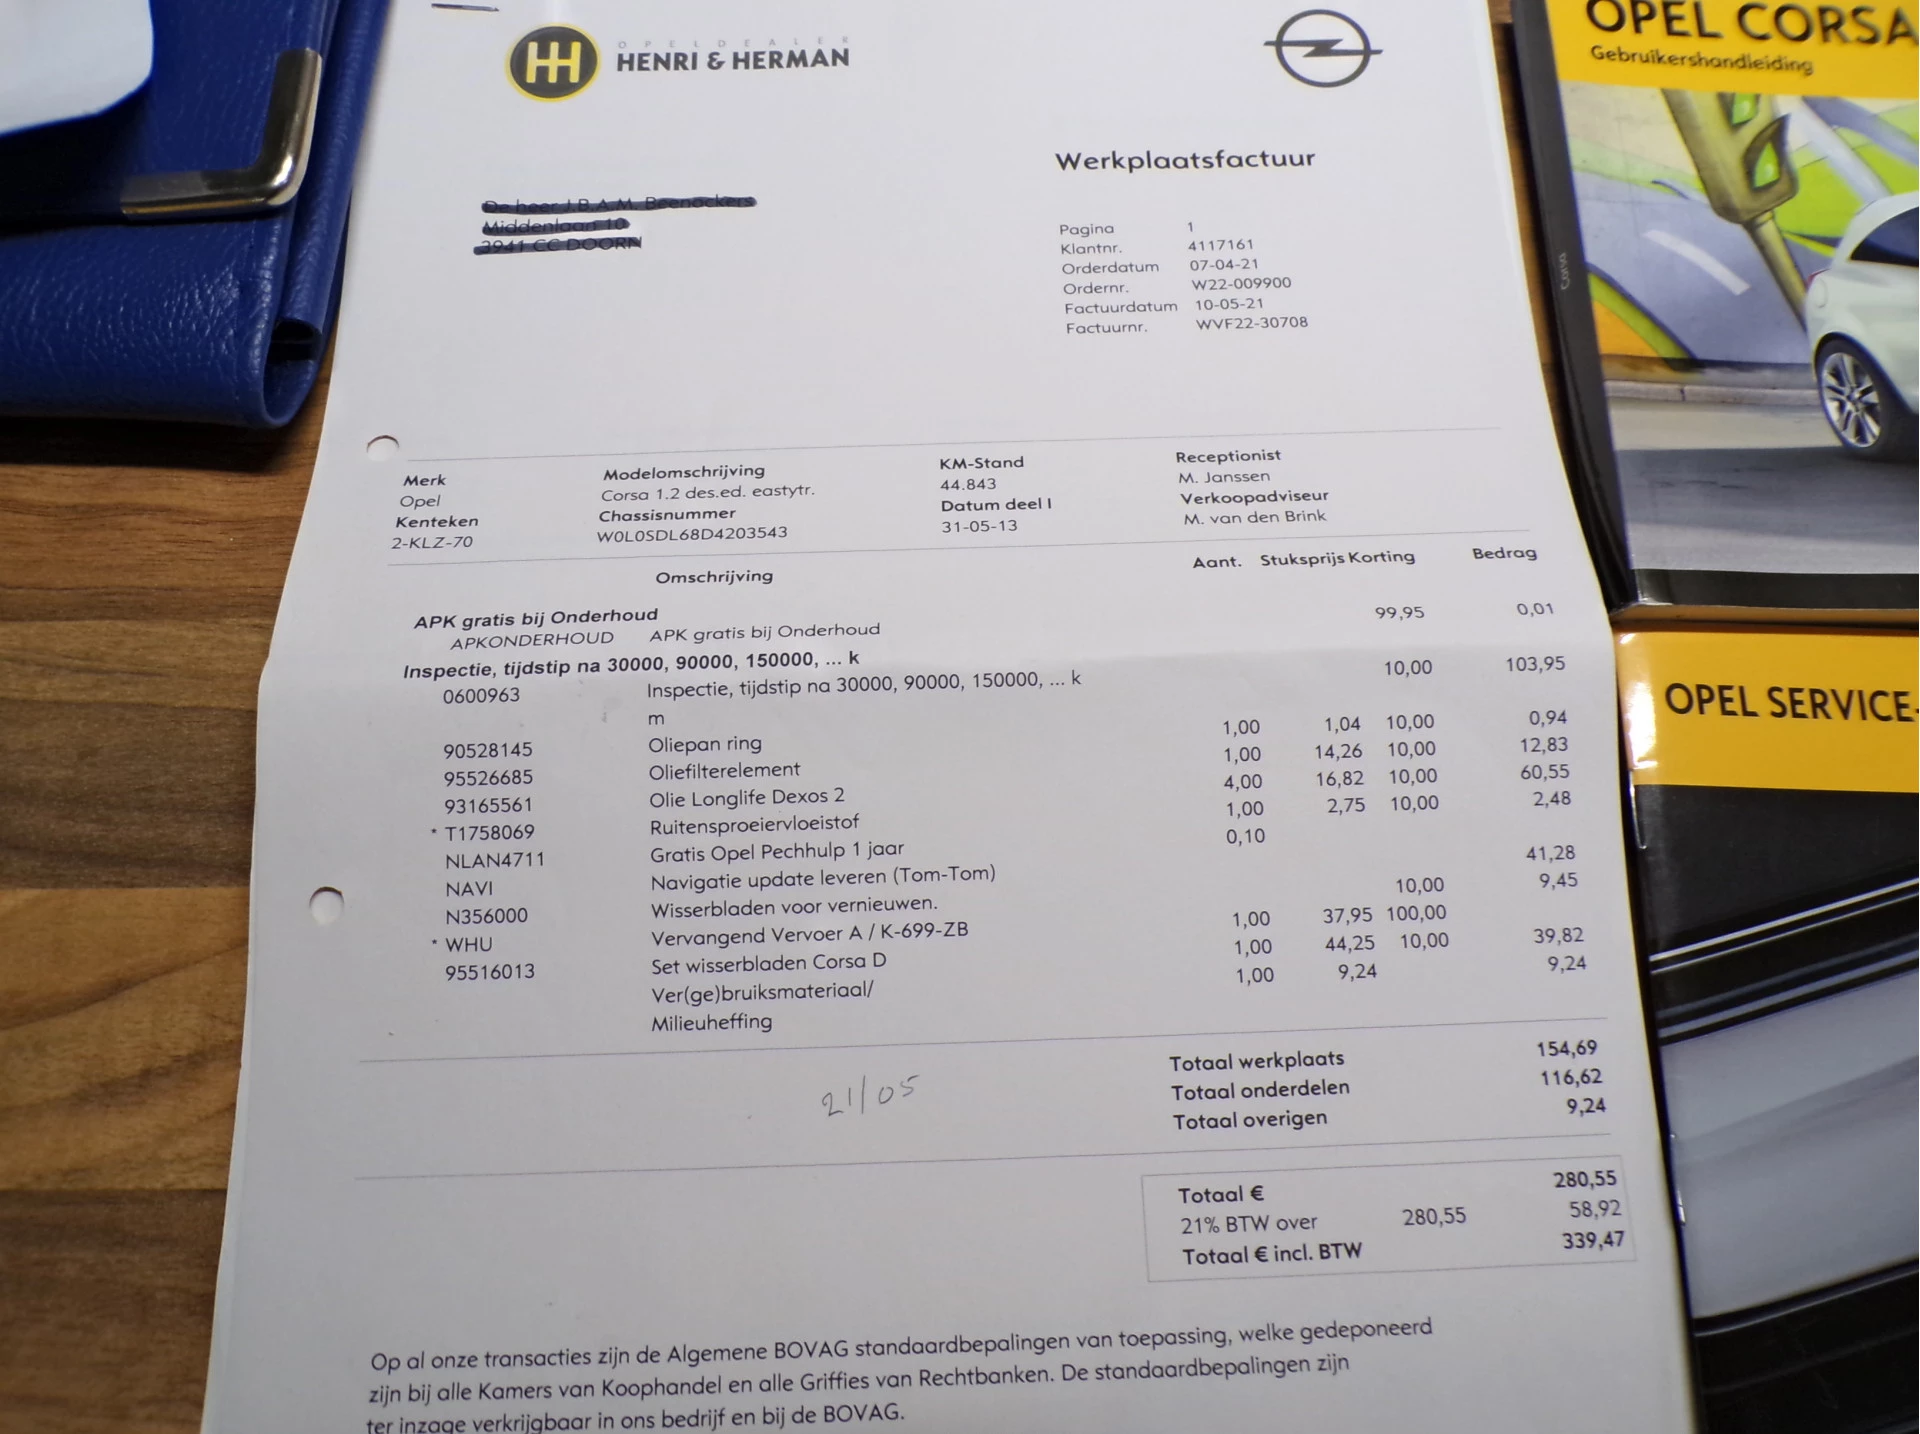 OPELDEALER
HENRI & HERMAN
Werkplaatsfactuur
Pagina 1
Klantnr. 4117161
Orderdatum 07-04-21
Ordernr. W22-009900
Factuurdatum 10-05-21
Factuurnr. WVF22-30708
Merk Modelomschrijving KM-Stand Receptionist
Opel Corsa 1.2 des.ed. eastytr. 44.843 M. Janssen
Kenteken Chassisnummer Datum deel I Verkoopadviseur
2-KLZ-70 W0L0SDL68D4203543 31-05-13 M. van den Brink
Omschrijving Aant. Stuksprijs Korting Bedrag
APK gratis bij Onderhoud
APKONDERHOUD APK gratis bij Onderhoud 99,95 0,01
Inspectie, tijdstip na 30000, 90000, 150000, ... k
0600963 Inspectie, tijdstip na 30000, 90000, 150000, ... k 10,00 103,95
m
90528145 Oliepan ring 1,00 1,04 10,00 0,94
95526685 Oliefilterelement 1,00 14,26 10,00 12,83
93165561 Olie Longlife Dexos 2 4,00 16,82 10,00 60,55
* T1758069 Ruitensproeiervloeistof 1,00 2,75 10,00 2,48
NLAN4711 Gratis Opel Pechhulp 1 jaar 0,10
NAVI Navigatie update leveren (Tom-Tom) 41,28
N356000 Wisserbladen voor vernieuwen. 10,00 9,45
* WHU Vervangend Vervoer A / K-699-ZB 1,00 37,95 100,00
95516013 Set wisserbladen Corsa D 1,00 44,25 10,00 39,82
Ver(ge)bruiksmateriaal/ 1,00 9,24 9,24
Milieuheffing
Totaal werkplaats 154,69
Totaal onderdelen 116,62
Totaal overigen 9,24
21/05
Totaal € 280,55
21% BTW over 280,55 58,92
Totaal € incl. BTW 339,47
Op al onze transacties zijn de Algemene BOVAG standaardbepalingen van toepassing, welke gedeponeerd
zijn bij alle Kamers van Koophandel en alle Griffies van Rechtbanken. De standaardbepalingen zijn
ter inzage verkrijgbaar in ons bedrijf en bij de BOVAG.
OPEL CORSA
Gebruikershandleiding
Corsa
OPEL SERVICE-